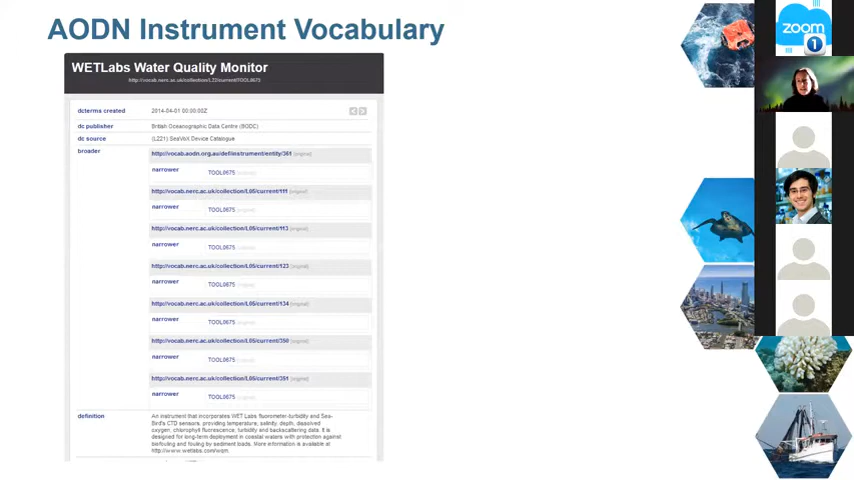 AODN Instrument Vocabulary
WETLabs Water Quality Monitor
http://vocab.nerc.ac.uk/collection/L22/current/TOOL0675
dcterms created 2014-04-01 00:00:00Z
dc publisher British Oceanographic Data Centre (BODC)
dc source (L221) SeaVoX Device Catalogue
broader http://vocab.aodn.org.au/def/instrument/entity/361 [original]
narrower TOOL0675
http://vocab.nerc.ac.uk/collection/L05/current/111 [original]
narrower TOOL0675
http://vocab.nerc.ac.uk/collection/L05/current/113 [original]
narrower TOOL0675
http://vocab.nerc.ac.uk/collection/L05/current/123 [original]
narrower TOOL0675
http://vocab.nerc.ac.uk/collection/L05/current/134 [original]
narrower TOOL0675
http://vocab.nerc.ac.uk/collection/L05/current/350 [original]
narrower TOOL0675
http://vocab.nerc.ac.uk/collection/L05/current/351 [original]
narrower TOOL0675
definition An instrument that incorporates WET Labs fluorometer-turbidity and Sea-
Bird's CTD sensors, providing temperature, salinity, depth, dissolved
oxygen, chlorophyll fluorescence, turbidity and backscattering data. It is
designed for long-term deployment in coastal waters with protection against
biofouling and fouling by sediment loads. More information is available at
http://www.wetlabs.com/wqm.
zoom
1